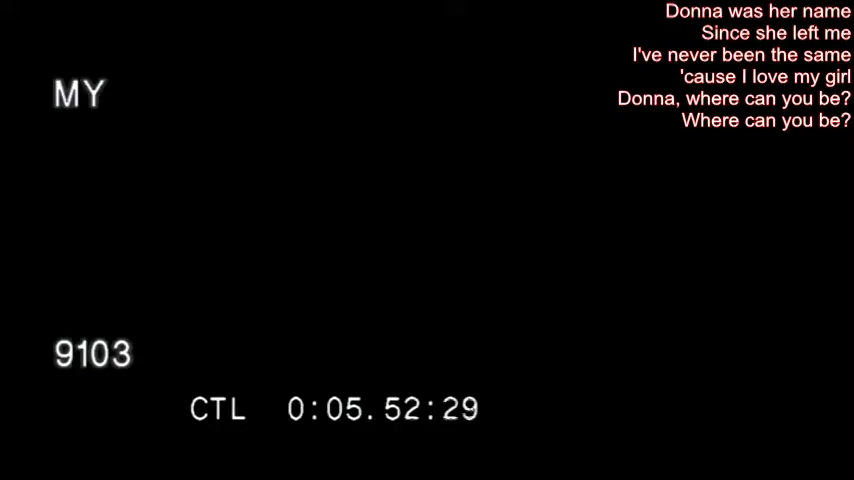 Donna was her name
Since she left me
I've never been the same
'cause I love my girl
Donna, where can you be?
Where can you be?
MY
9103
CTL 0:05.52:29